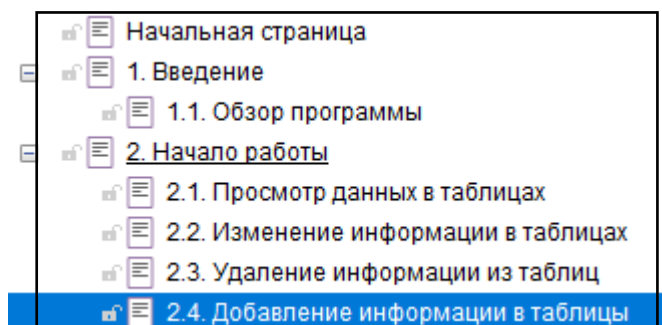 Начальная страница
1. Введение
1.1. Обзор программы
2. Начало работы
2.1. Просмотр данных в таблицах
2.2. Изменение информации в таблицах
2.3. Удаление информации из таблиц
2.4. Добавление информации в таблицы